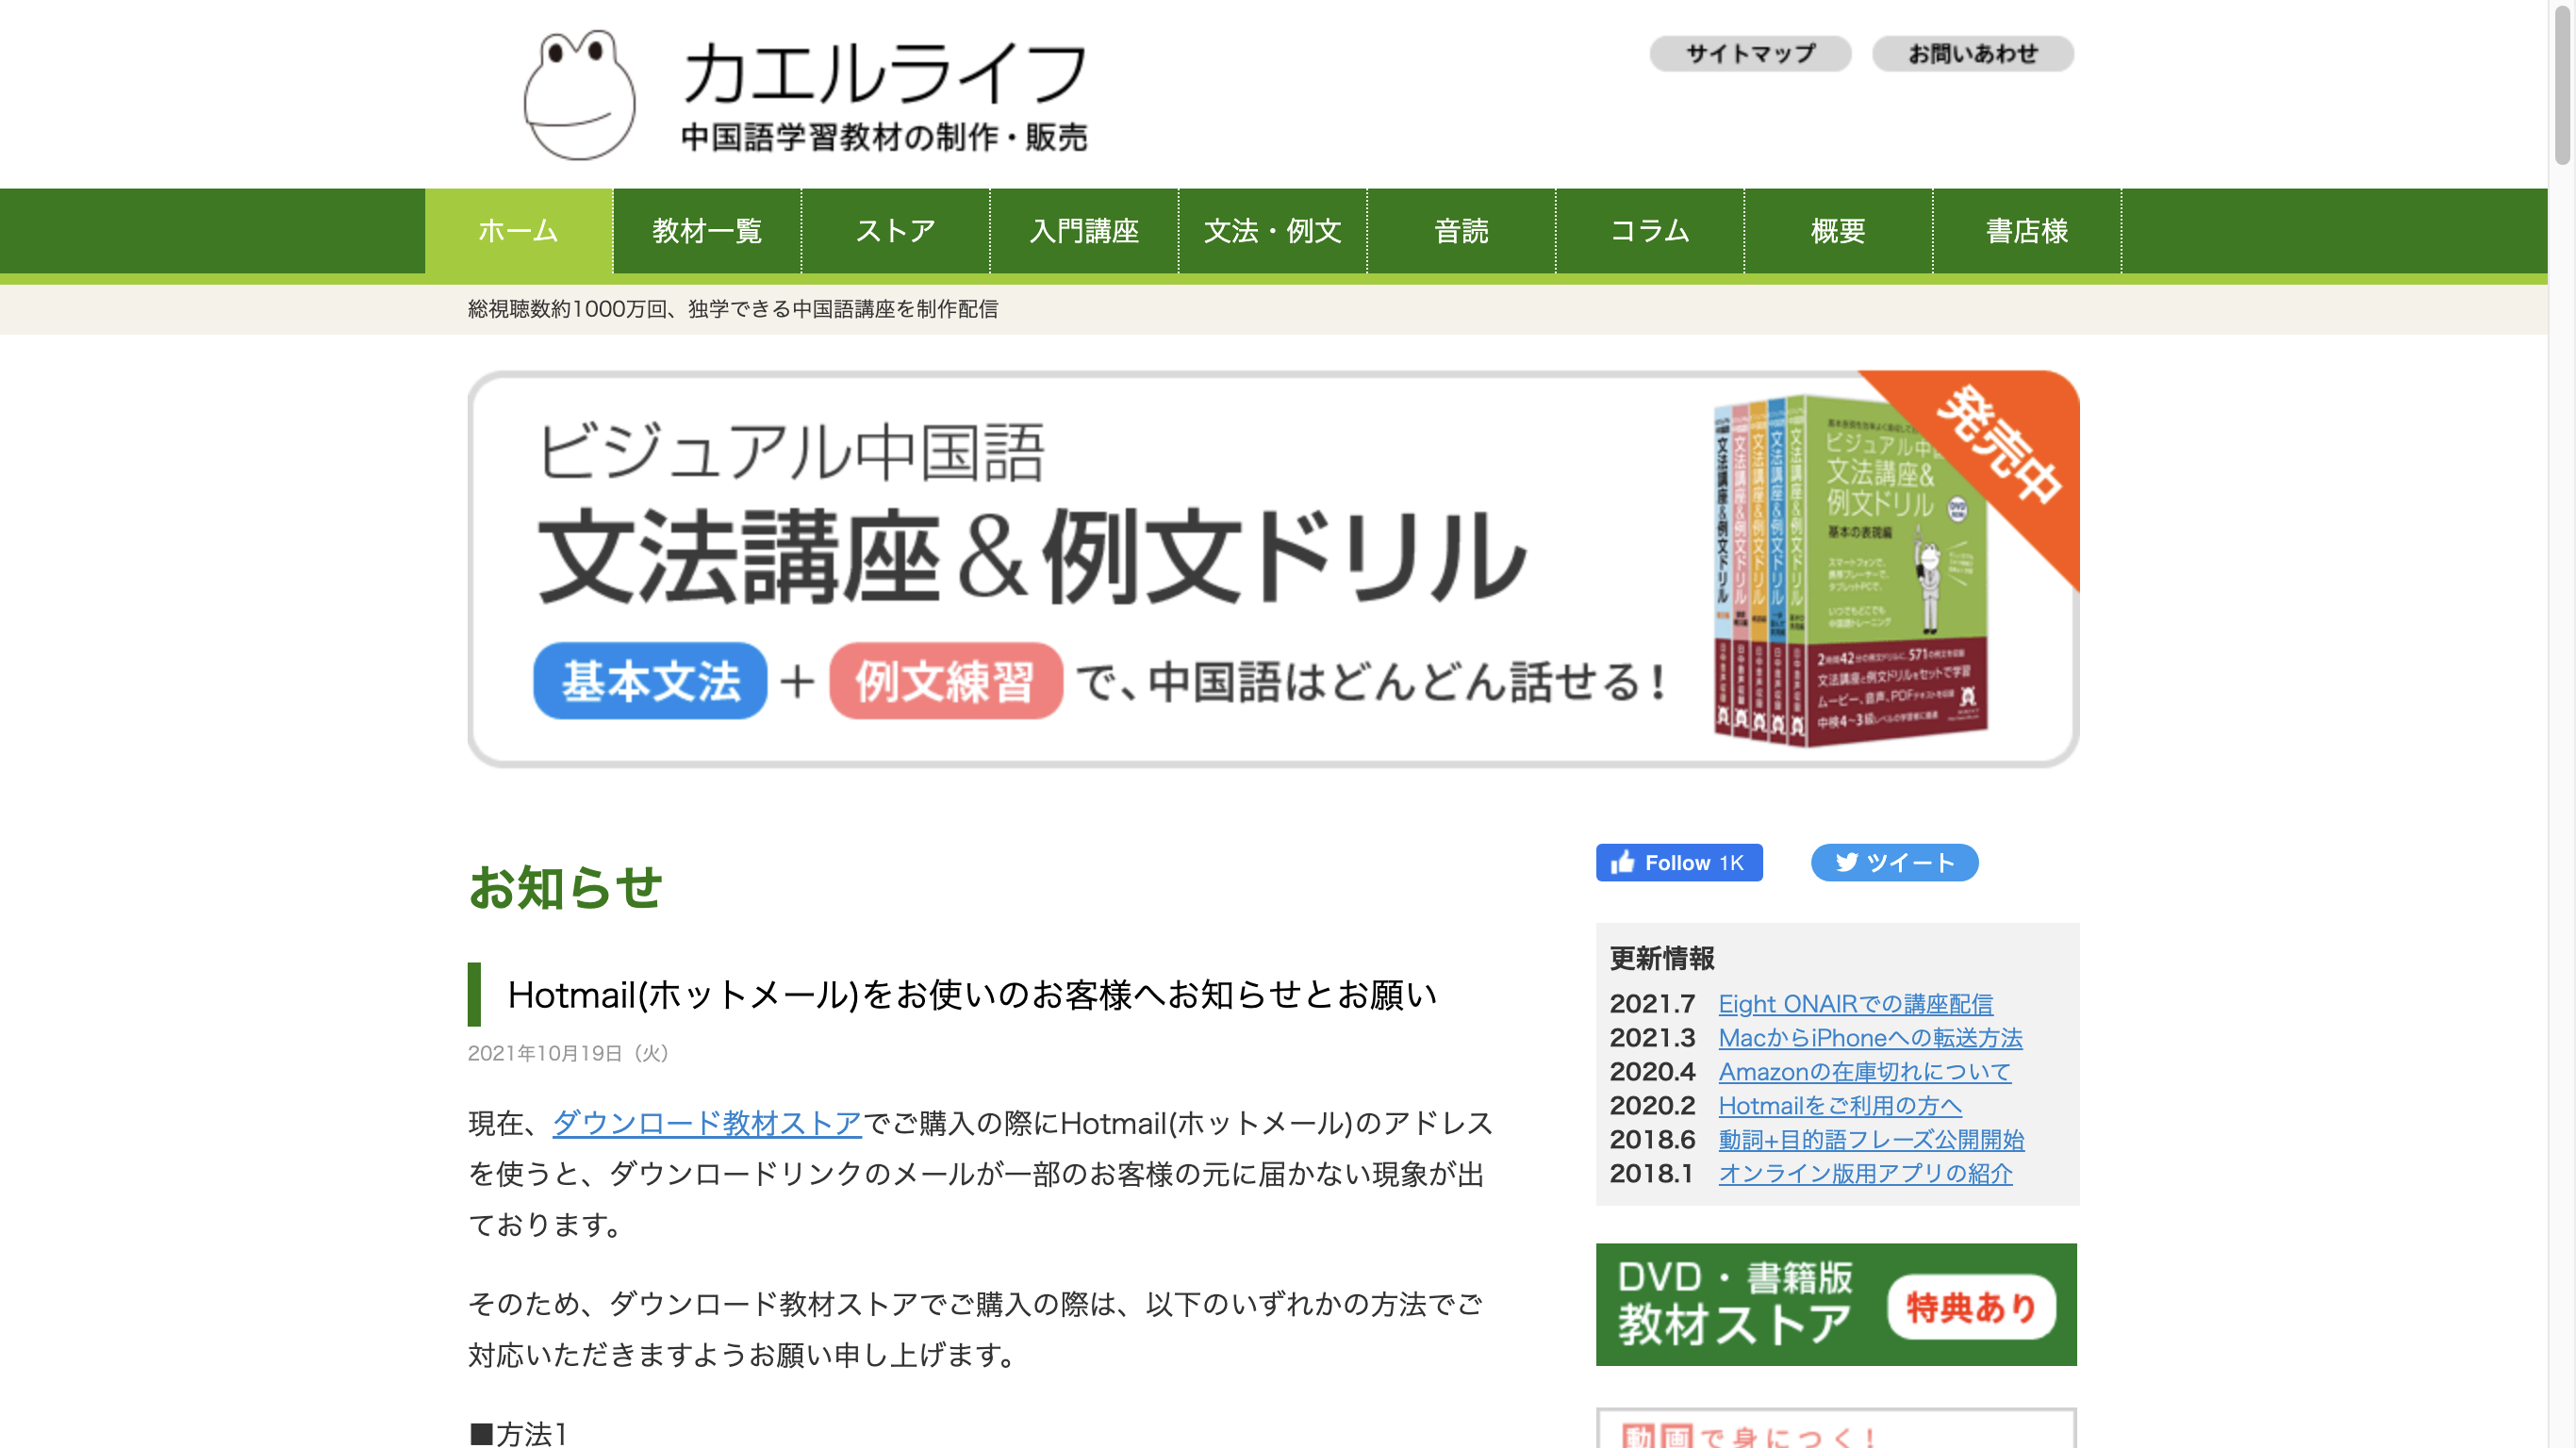 カエルライフ
中国語学習教材の制作・販売
サイトマップ
お問いあわせ
ホーム
教材一覧
ストア
入門講座
文法・例文
音読
コラム
概要
書店様
総視聴数約1000万回、独学できる中国語講座を制作配信
ビジュアル中国語
文法講座&例文ドリル
基本文法+例文練習で、中国語はどんどん話せる!
発売中
文法講座&
例文ドリル
基本の表現編
お知らせ
Hotmail(ホットメール)をお使いのお客様へお知らせとお願い
2021年10月19日（火）
現在、ダウンロード教材ストアでご購入の際にHotmail(ホットメール)のアドレス
を使うと、ダウンロードリンクのメールが一部のお客様の元に届かない現象が出
ております。
そのため、ダウンロード教材ストアでご購入の際は、以下のいずれかの方法でご
対応いただきますようお願い申し上げます。
■方法1
Follow 1K
ツイート
更新情報
2021.7 Eight ONAIRでの講座配信
2021.3 MacからiPhoneへの転送方法
2020.4 Amazonの在庫切れについて
2020.2 Hotmailをご利用の方へ
2018.6 動詞+目的語フレーズ公開開始
2018.1 オンライン版用アプリの紹介
DVD・書籍版
教材ストア
特典あり
動画で身につく!